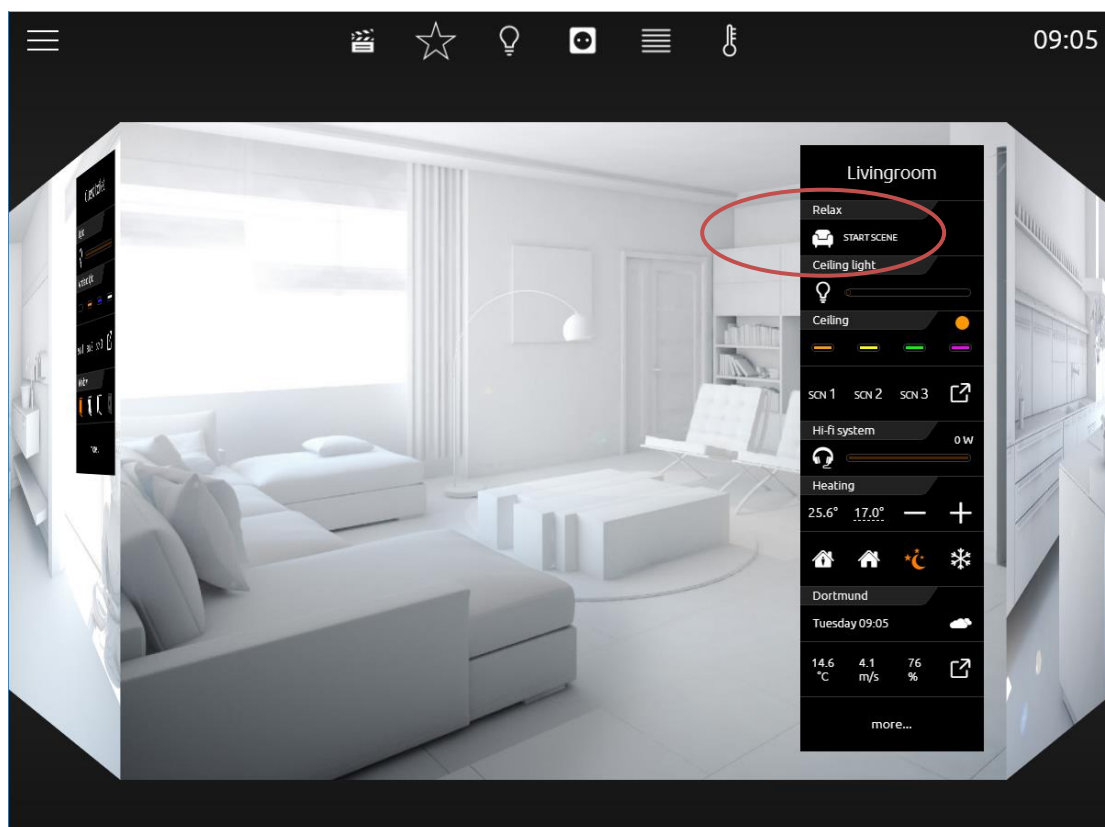 09:05
Livingroom
Relax
START SCENE
Ceiling light
Ceiling
SCN 1 SCN 2 SCN 3
Hi-fi system
0 W
Heating
25.6° 17.0°
Dortmund
Tuesday 09:05
14.6 4.1 76
°C m/s %
more...